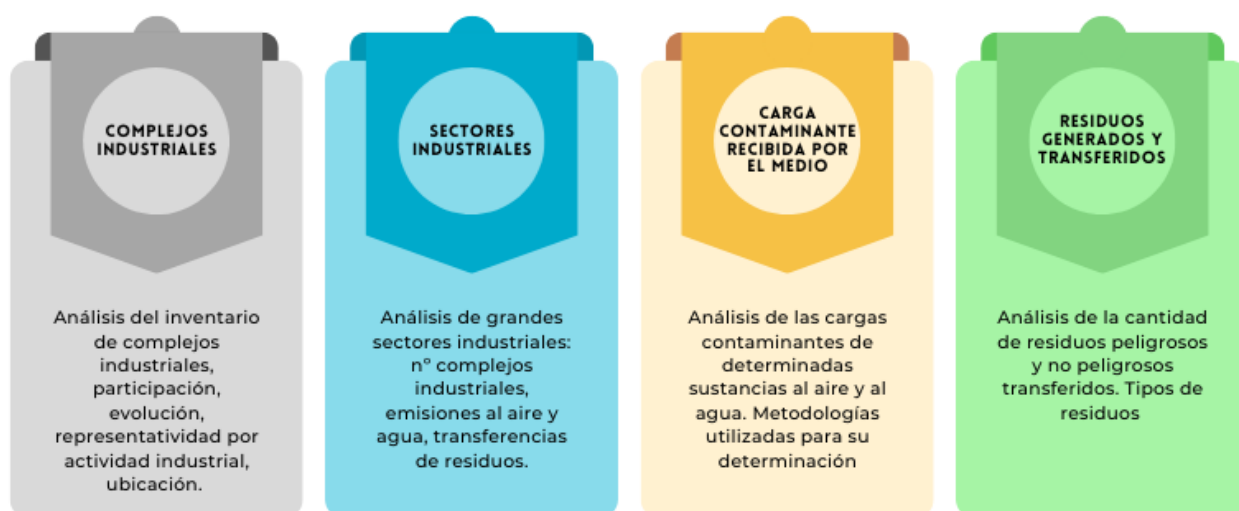 COMPLEJOS
INDUSTRIALES
Análisis del inventario
de complejos
industriales,
participación,
evolución,
representatividad por
actividad industrial,
ubicación.
SECTORES
INDUSTRIALES
Análisis de grandes
sectores industriales:
nº complejos
industriales,
emisiones al aire y
agua, transferencias
de residuos.
CARGA
CONTAMINANTE
RECIBIDA POR
EL MEDIO
Análisis de las cargas
contaminantes de
determinadas
sustancias al aire y al
agua. Metodologías
utilizadas para su
determinación
RESIDUOS
GENERADOS Y
TRANSFERIDOS
Análisis de la cantidad
de residuos peligrosos
y no peligrosos
transferidos. Tipos de
residuos